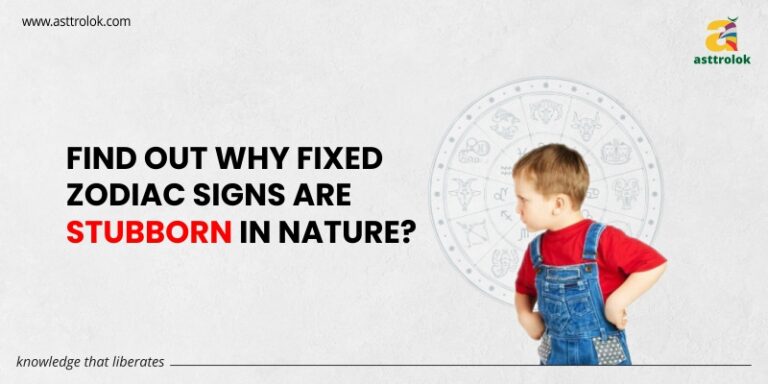 www.asttrolok.com
asttrolok
FIND OUT WHY FIXED
ZODIAC SIGNS ARE
STUBBORN IN NATURE?
knowledge that liberates